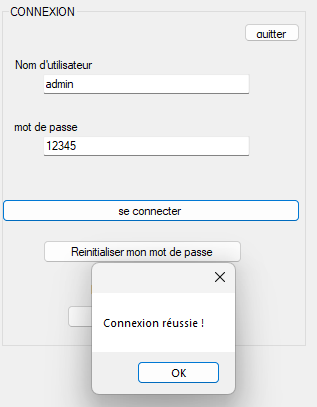 CONNEXION
quitter
Nom d'utilisateur
admin
mot de passe
12345
se connecter
Reinitialiser mon mot de passe
Connexion réussie !
OK